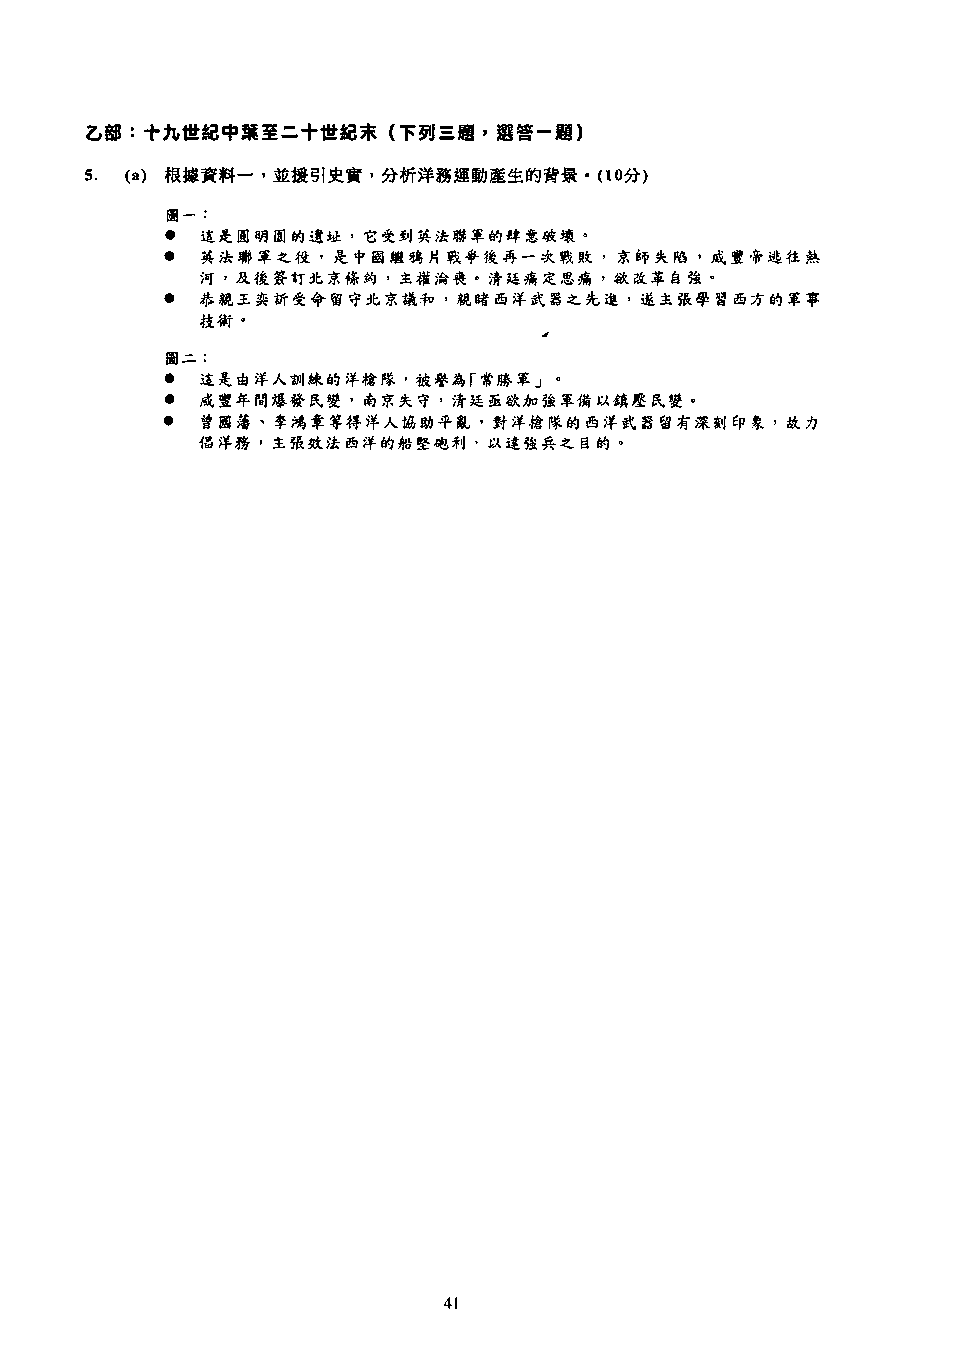 乙部：十九世紀中葉至二十世紀末（下列三題，選答一題）
5. (a) 根據資料一，並援引史實，分析洋務運動產生的背景。(10分)
圖一：
● 這是圓明園的遺址，它受到英法聯軍的肆意破壞。
● 英法聯軍之役，是中國繼鴉片戰爭後再一次戰敗，京師失陷，咸豐帝逃往熱
河，及後簽訂北京條約，主權淪喪。清廷痛定思痛，欲改革自強。
● 恭親王奕訢受命留守北京議和，親睹西洋武器之先進，遂主張學習西方的軍事
技術。
圖二：
● 這是由洋人訓練的洋槍隊，被譽為「常勝軍」。
● 咸豐年間爆發民變，南京失守，清廷亟欲加強軍備以鎮壓民變。
● 曾國藩、李鴻章等得洋人協助平亂，對洋槍隊的西洋武器留有深刻印象，故力
倡洋務，主張效法西洋的船堅砲利，以達強兵之目的。
41